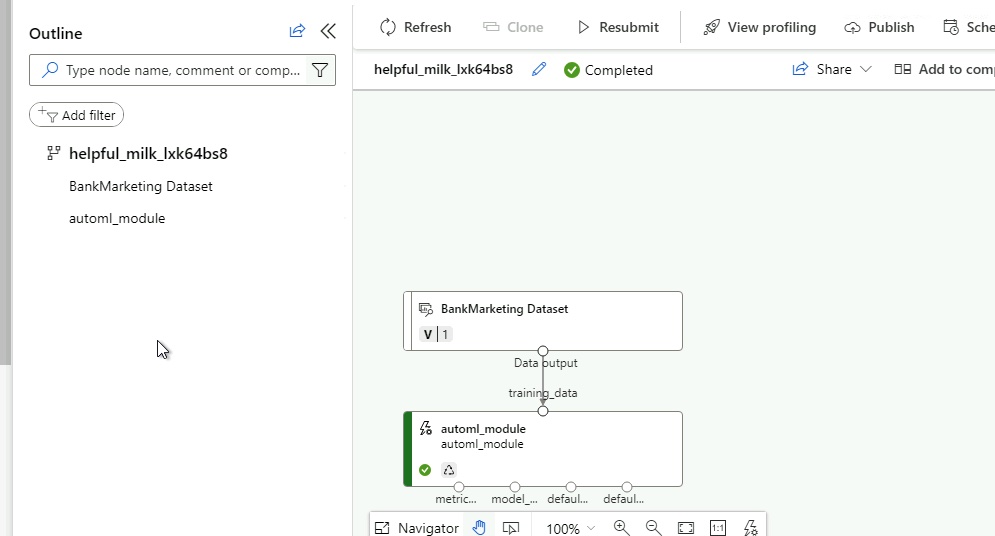 Outline
Type node name, comment or comp...
Add filter
helpful_milk_lxk64bs8
BankMarketing Dataset
automl_module
Refresh Clone Resubmit View profiling Publish Sche
helpful_milk_lxk64bs8 Completed Share Add to comp
BankMarketing Dataset
V 1
Data output
training_data
automl_module
automl_module
metric... model_... defaul... defaul...
Navigator 100% 1:1